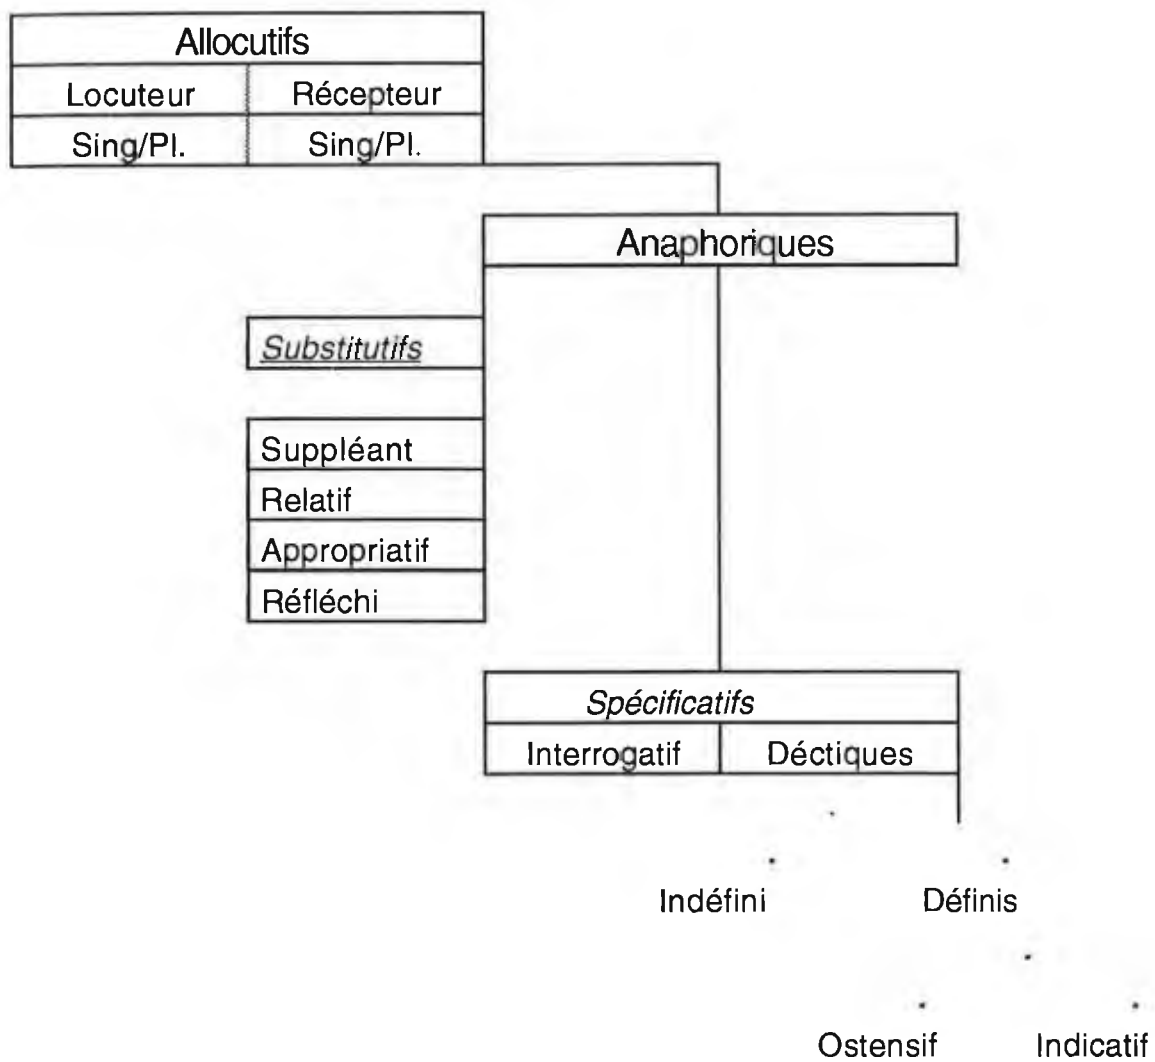 Allocutifs
Locuteur Récepteur
Sing/Pl. Sing/Pl.
Anaphoriques
Substitutifs
Suppléant
Relatif
Appropriatif
Réfléchi
Spécificatifs
Interrogatif Déctiques
Indéfini Définis
Ostensif Indicatif